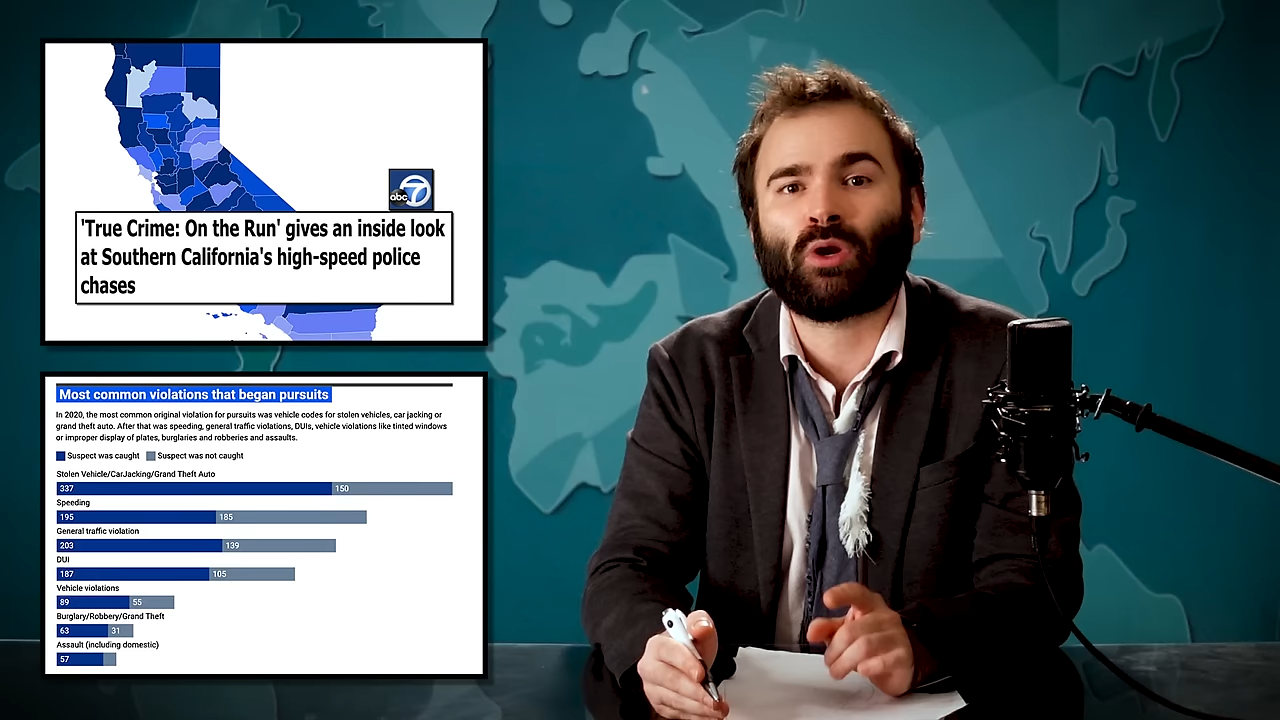 abc 7
'True Crime: On the Run' gives an inside look
at Southern California's high-speed police
chases
Most common violations that began pursuits
In 2020, the most common original violation for pursuits was vehicle codes for stolen vehicles, car jacking or
grand theft auto. After that was speeding, general traffic violations, DUIs, vehicle violations like tinted windows
or improper display of plates, burglaries and robberies and assaults.
Suspect was caught Suspect was not caught
Stolen Vehicle/CarJacking/Grand Theft Auto
337 150
Speeding
195 185
General traffic violation
203 139
DUI
187 105
Vehicle violations
89 55
Burglary/Robbery/Grand Theft
63 31
Assault (including domestic)
57